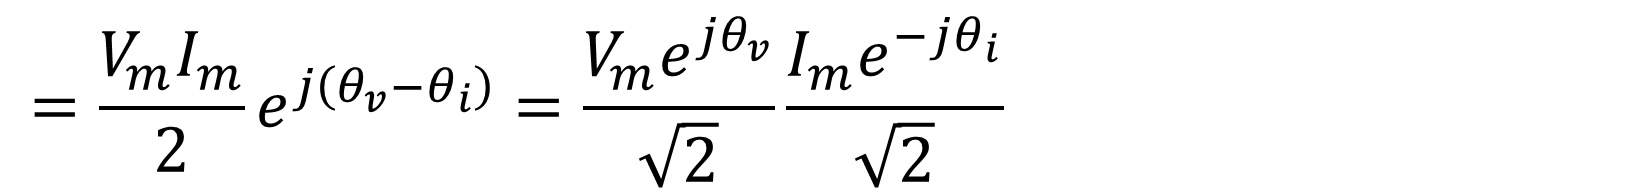 = \frac{V_m I_m}{2} e^{j(\theta_v - \theta_i)} = \frac{V_m e^{j\theta_v}}{\sqrt{2}} \frac{I_m e^{-j\theta_i}}{\sqrt{2}}